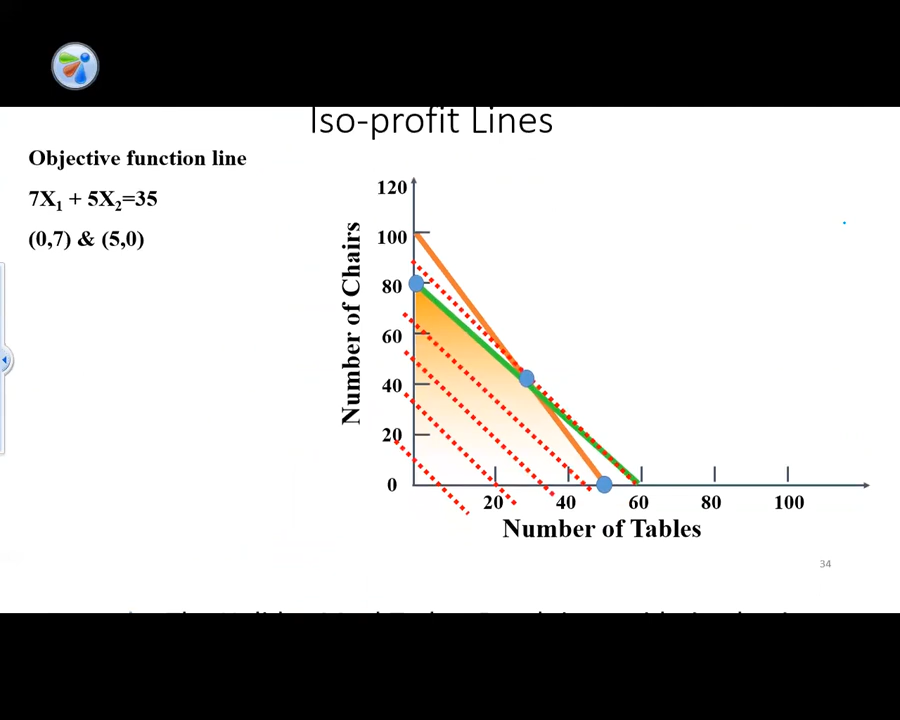 Iso-profit Lines
Objective function line
7X₁ + 5X₂=35
(0,7) & (5,0)
Number of Chairs
120
100
80
60
40
20
0
20 40 60 80 100
Number of Tables
34